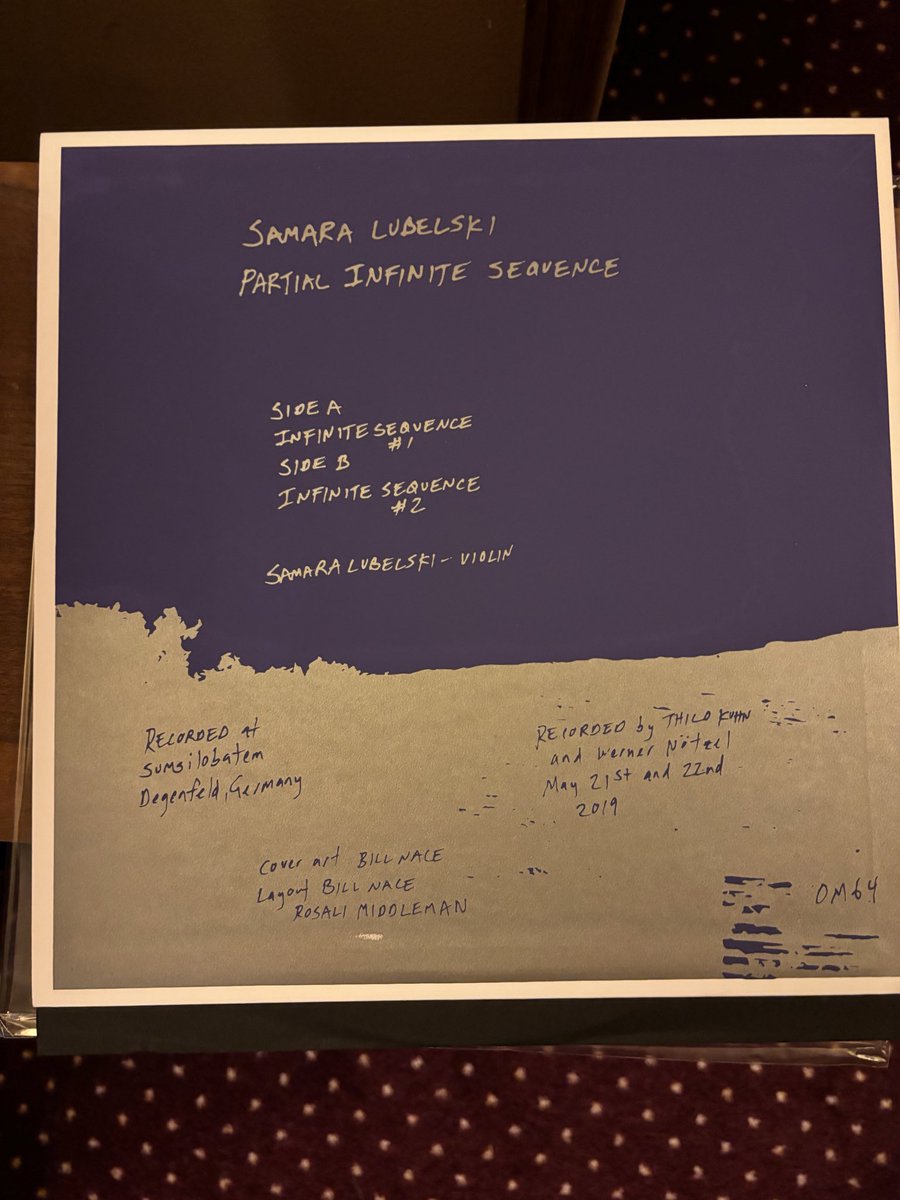 SAMARA LUBELSKI
PARTIAL INFINITE SEQUENCE
SIDE A
INFINITE SEQUENCE
#1
SIDE B
INFINITE SEQUENCE
#2
SAMARA LUBELSKI - VIOLIN
RECORDED at
Sumsilobatem
Degenfeld, Germany
RECORDED by THILO KUHN
and Werner Nötzel
May 21st and 22nd
2019
Cover art BILL NACE
Layout BILL NACE
ROSALI MIDDLEMAN
OM64